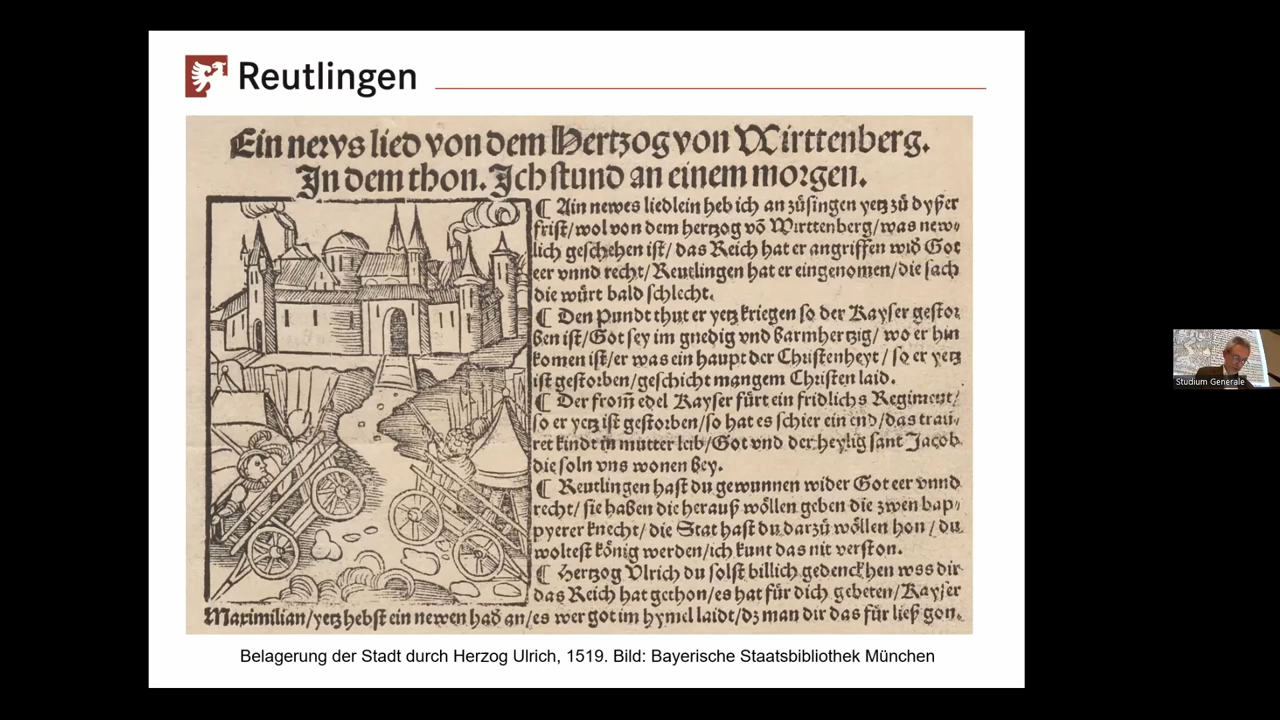 Reutlingen
Ein news lied von dem Hertzog von Wirttenberg.
In dem thon. Ich stund an einem morgen.
¶ Ain newes liedlein heb ich an zůsingen yetz zů dyßer
frist/wol von dem hertzog vō Wirttenberg/was new⸗
lich geschehen ist/das Reich hat er angriffen wid Got
eer vnnd recht/Reutlingen hat er eingenomen/die sach
die würt bald schlecht.
¶ Den Pundt thut er yetz kriegen so der Kayser gestor
ben ist/Got sey im gnedig vnd barmhertzig/wo er hin
komen ist/er was ein haupt der Christenheyt/so er yetz
ist gestorben/geschicht mangem Christen laid.
¶ Der from̄ edel Kayser fürt ein fridlichs Regiment/
so er yetz ist gestorben/so hat es schier ein end/das trau⸗
ret kindt in mutter leib/Got vnd der heylig sant Jacob
die soln vns wonen bey.
¶ Reutlingen hast du gewunnen wider Got eer vnnd
recht/sie haben die herauß wöllen geben die zwen bap⸗
pyerer knecht/die Stat hast du darzů wöllen hon/du
woltest könig werden/ich kunt das nit verston.
¶ Hertzog Vlrich du solst billich gedenckhen wss dir
das Reich hat gethon/es hat für dich gebeten/Kayser
Maximilian/yetz hebst ein newen had an/es wer got im hymel laidt/dz man dir das für ließ gon.
Belagerung der Stadt durch Herzog Ulrich, 1519. Bild: Bayerische Staatsbibliothek München
Studium Generale